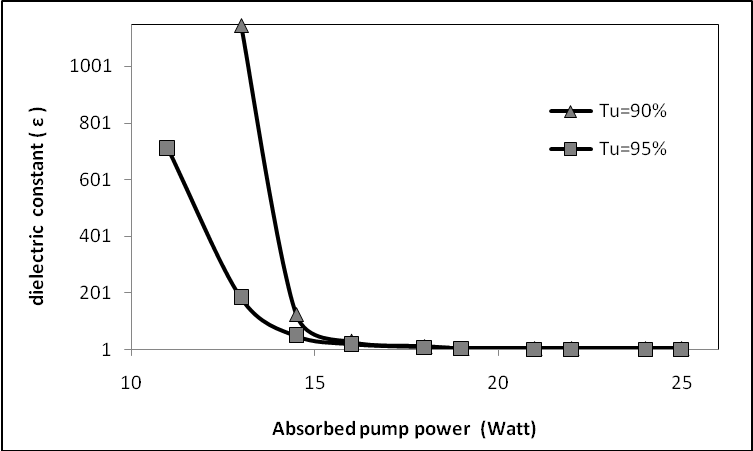 1001
801
601
401
201
1
10 15 20 25
dielectric constant ( ε )
Absorbed pump power (Watt)
Tu=90%
Tu=95%